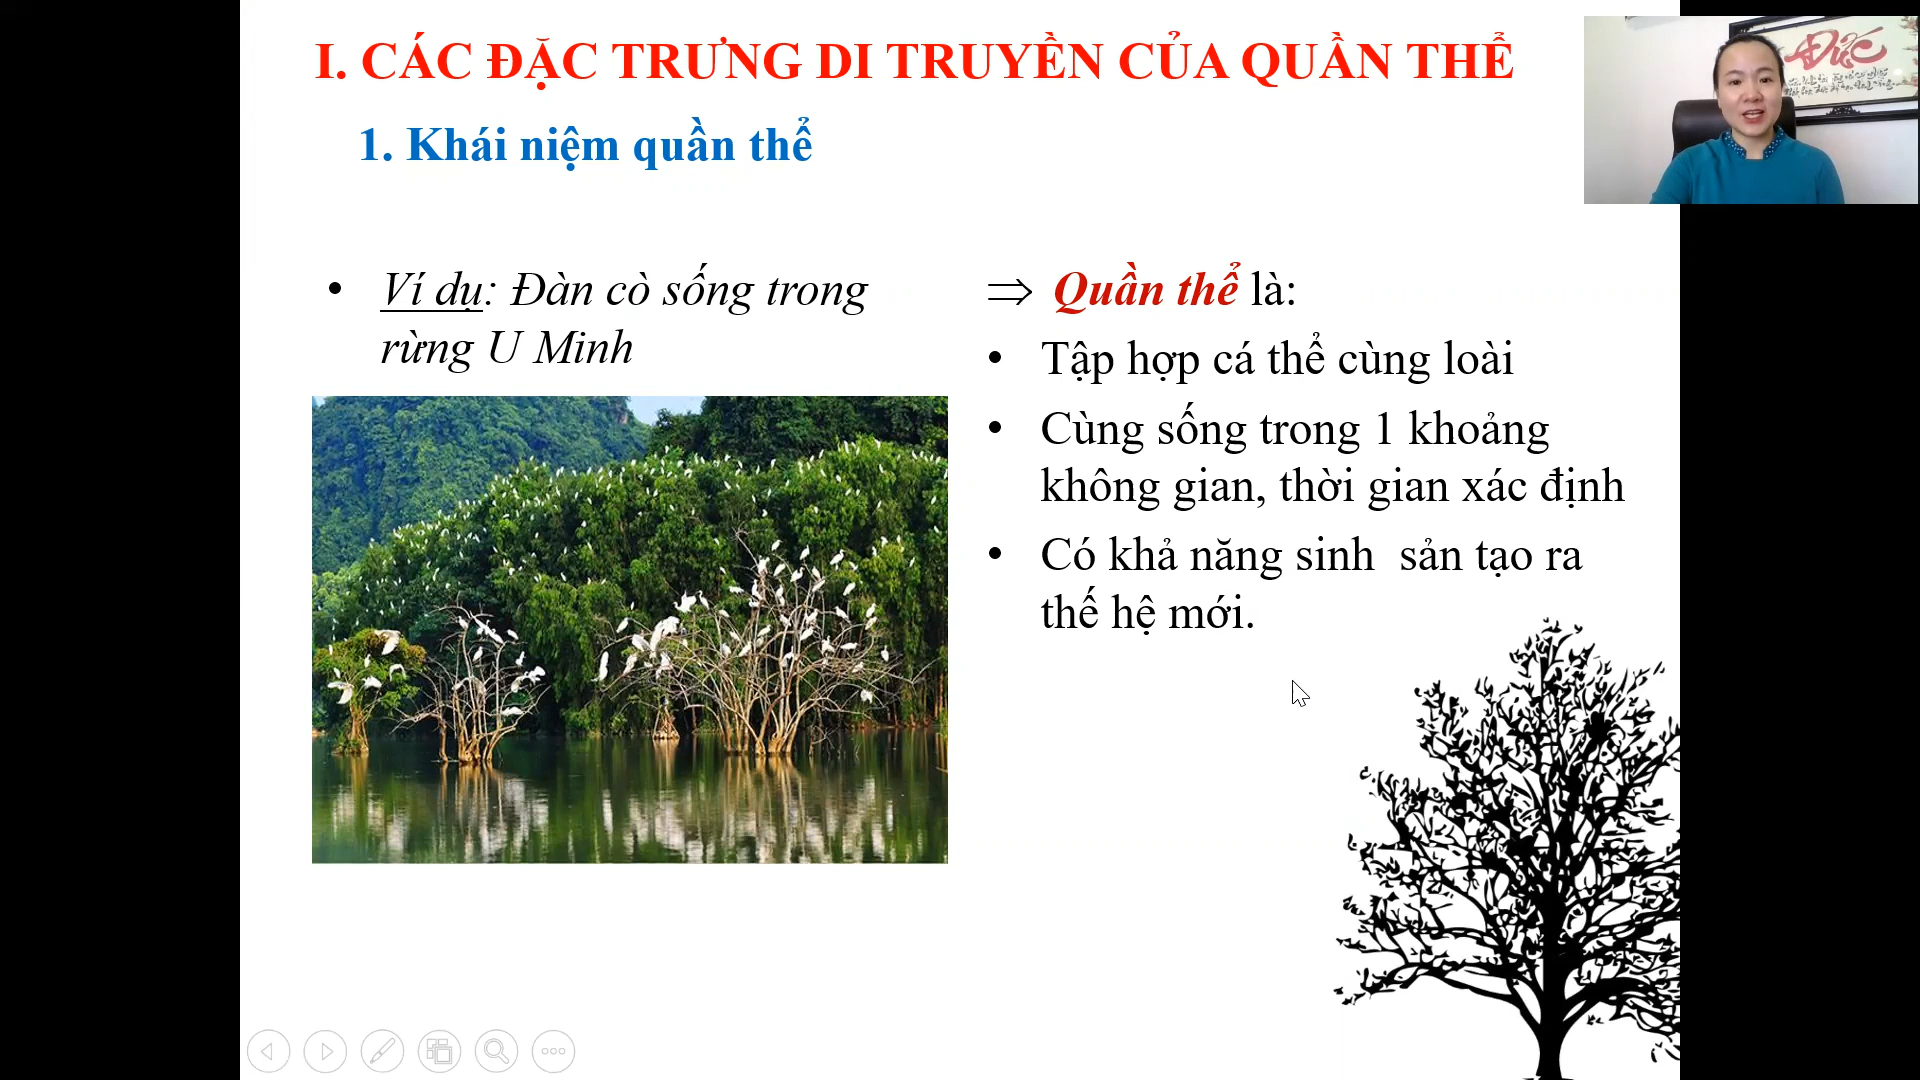 I. CÁC ĐẶC TRƯNG DI TRUYỀN CỦA QUẦN THỂ
1. Khái niệm quần thể
• Ví dụ: Đàn cò sống trong
rừng U Minh
⇒ Quần thể là:
• Tập hợp cá thể cùng loài
• Cùng sống trong 1 khoảng
không gian, thời gian xác định
• Có khả năng sinh  sản tạo ra
thế hệ mới.
Đức